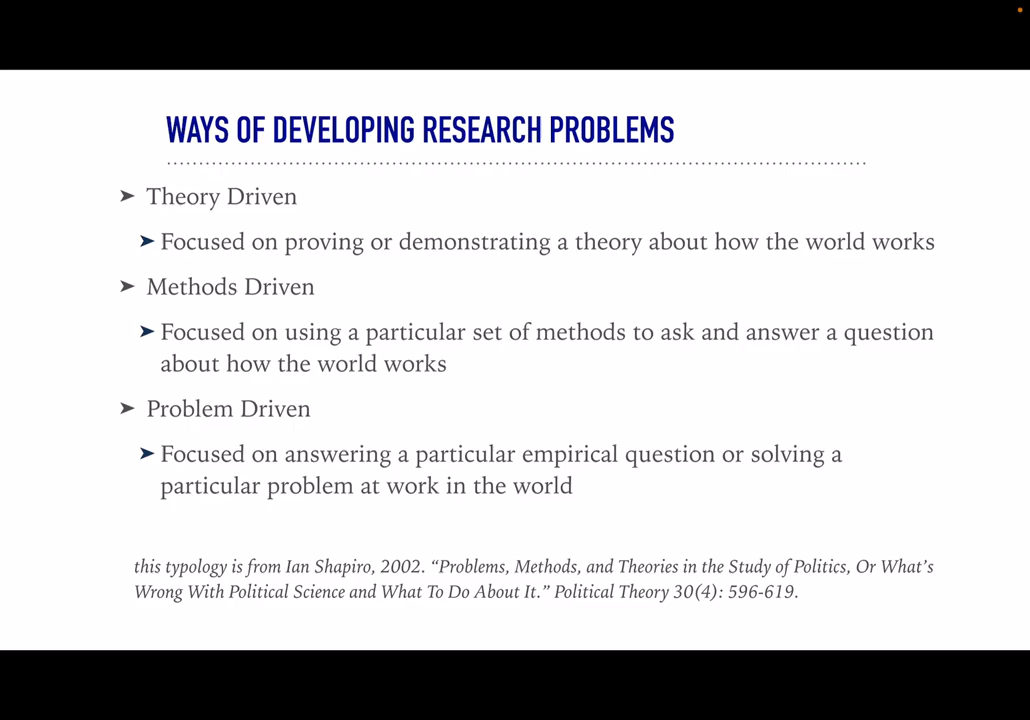 WAYS OF DEVELOPING RESEARCH PROBLEMS
➤ Theory Driven
➤ Focused on proving or demonstrating a theory about how the world works
➤ Methods Driven
➤ Focused on using a particular set of methods to ask and answer a question
about how the world works
➤ Problem Driven
➤ Focused on answering a particular empirical question or solving a
particular problem at work in the world
this typology is from Ian Shapiro, 2002. “Problems, Methods, and Theories in the Study of Politics, Or What’s
Wrong With Political Science and What To Do About It.” Political Theory 30(4): 596-619.